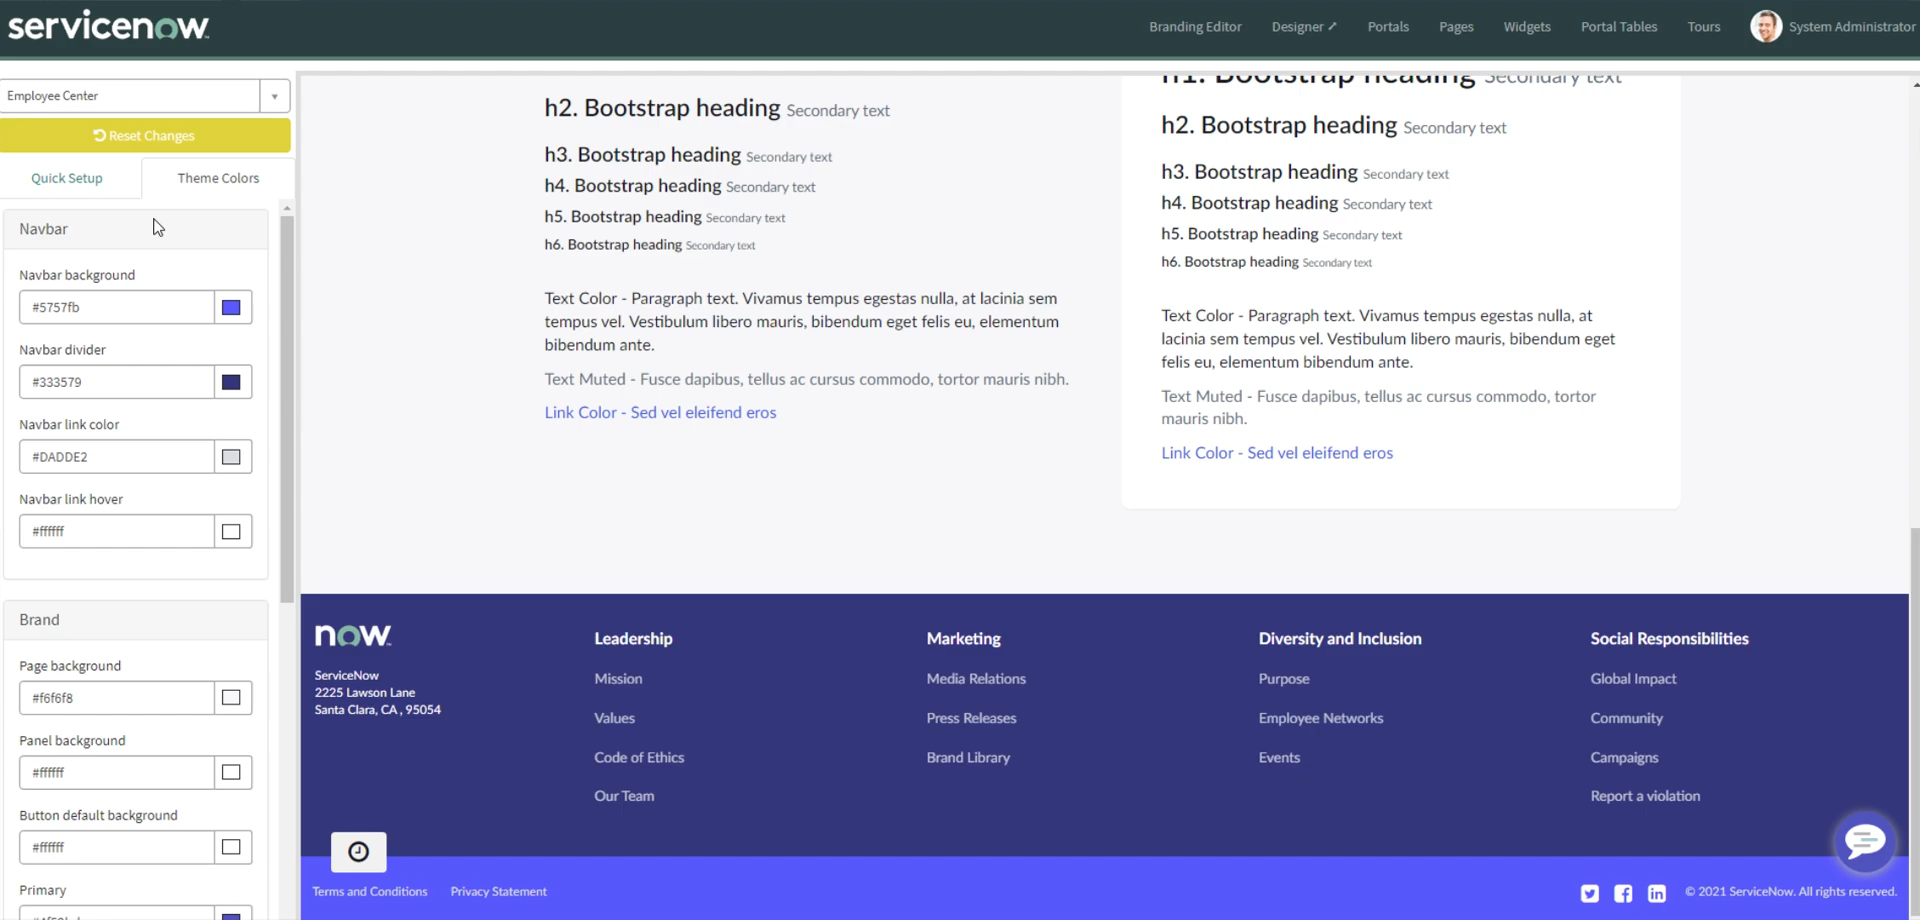 servicenow
Branding Editor
Designer
Portals
Pages
Widgets
Portal Tables
Tours
System Administrator
Employee Center
Reset Changes
Quick Setup
Theme Colors
Navbar
Navbar background
#5757fb
Navbar divider
#333579
Navbar link color
#DADDE2
Navbar link hover
#ffffff
Brand
Page background
#f6f6f8
Panel background
#ffffff
Button default background
#ffffff
Primary
h2. Bootstrap heading Secondary text
h3. Bootstrap heading Secondary text
h4. Bootstrap heading Secondary text
h5. Bootstrap heading Secondary text
h6. Bootstrap heading Secondary text
Text Color - Paragraph text. Vivamus tempus egestas nulla, at lacinia sem
tempus vel. Vestibulum libero mauris, bibendum eget felis eu, elementum
bibendum ante.
Text Muted - Fusce dapibus, tellus ac cursus commodo, tortor mauris nibh.
Link Color - Sed vel eleifend eros
h1. Bootstrap heading Secondary text
h2. Bootstrap heading Secondary text
h3. Bootstrap heading Secondary text
h4. Bootstrap heading Secondary text
h5. Bootstrap heading Secondary text
h6. Bootstrap heading Secondary text
Text Color - Paragraph text. Vivamus tempus egestas nulla, at
lacinia sem tempus vel. Vestibulum libero mauris, bibendum eget
felis eu, elementum bibendum ante.
Text Muted - Fusce dapibus, tellus ac cursus commodo, tortor
mauris nibh.
Link Color - Sed vel eleifend eros
now
ServiceNow
2225 Lawson Lane
Santa Clara, CA , 95054
Leadership
Mission
Values
Code of Ethics
Our Team
Marketing
Media Relations
Press Releases
Brand Library
Diversity and Inclusion
Purpose
Employee Networks
Events
Social Responsibilities
Global Impact
Community
Campaigns
Report a violation
Terms and Conditions
Privacy Statement
© 2021 ServiceNow. All rights reserved.